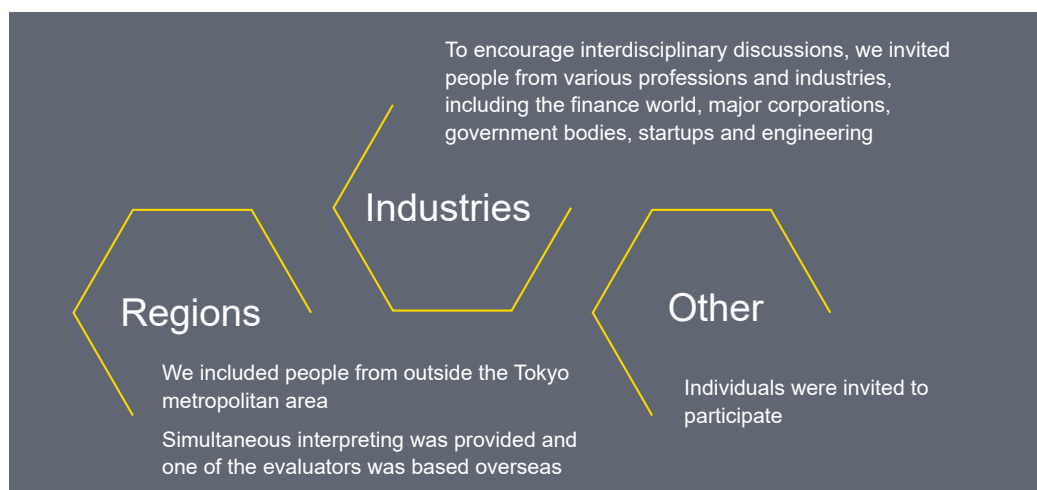 To encourage interdisciplinary discussions, we invited
people from various professions and industries,
including the finance world, major corporations,
government bodies, startups and engineering
Industries
Regions
We included people from outside the Tokyo
metropolitan area
Simultaneous interpreting was provided and
one of the evaluators was based overseas
Other
Individuals were invited to
participate